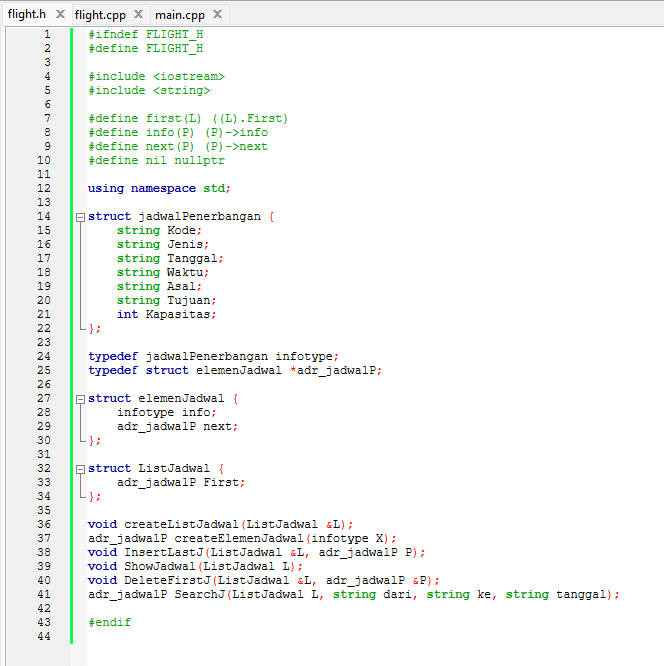 flight.h flight.cpp main.cpp
1 #ifndef FLIGHT_H
2 #define FLIGHT_H
3
4 #include <iostream>
5 #include <string>
6
7 #define first(L) ((L).First)
8 #define info(P) (P)->info
9 #define next(P) (P)->next
10 #define nil nullptr
11
12 using namespace std;
13
14 struct jadwalPenerbangan {
15 string Kode;
16 string Jenis;
17 string Tanggal;
18 string Waktu;
19 string Asal;
20 string Tujuan;
21 int Kapasitas;
22 };
23
24 typedef jadwalPenerbangan infotype;
25 typedef struct elemenJadwal *adr_jadwalP;
26
27 struct elemenJadwal {
28 infotype info;
29 adr_jadwalP next;
30 };
31
32 struct ListJadwal {
33 adr_jadwalP First;
34 };
35
36 void createListJadwal(ListJadwal &L);
37 adr_jadwalP createElemenJadwal(infotype X);
38 void InsertLastJ(ListJadwal &L, adr_jadwalP P);
39 void ShowJadwal(ListJadwal L);
40 void DeleteFirstJ(ListJadwal &L, adr_jadwalP &P);
41 adr_jadwalP SearchJ(ListJadwal L, string dari, string ke, string tanggal);
42
43 #endif
44